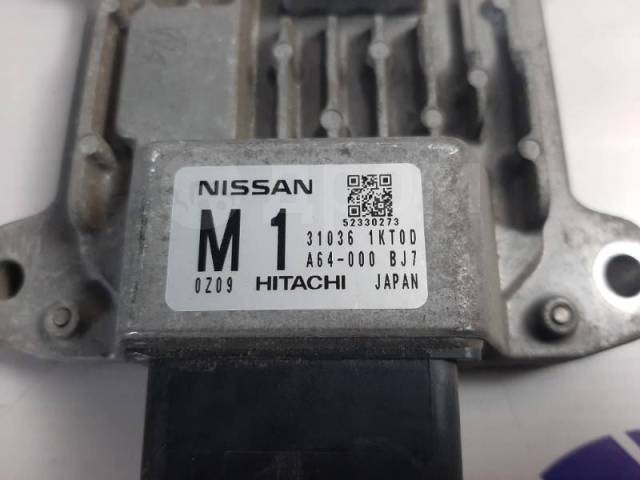 NISSAN
52330273
M 1
31036 1KT0D
A64-000 BJ7
0Z09 HITACHI JAPAN